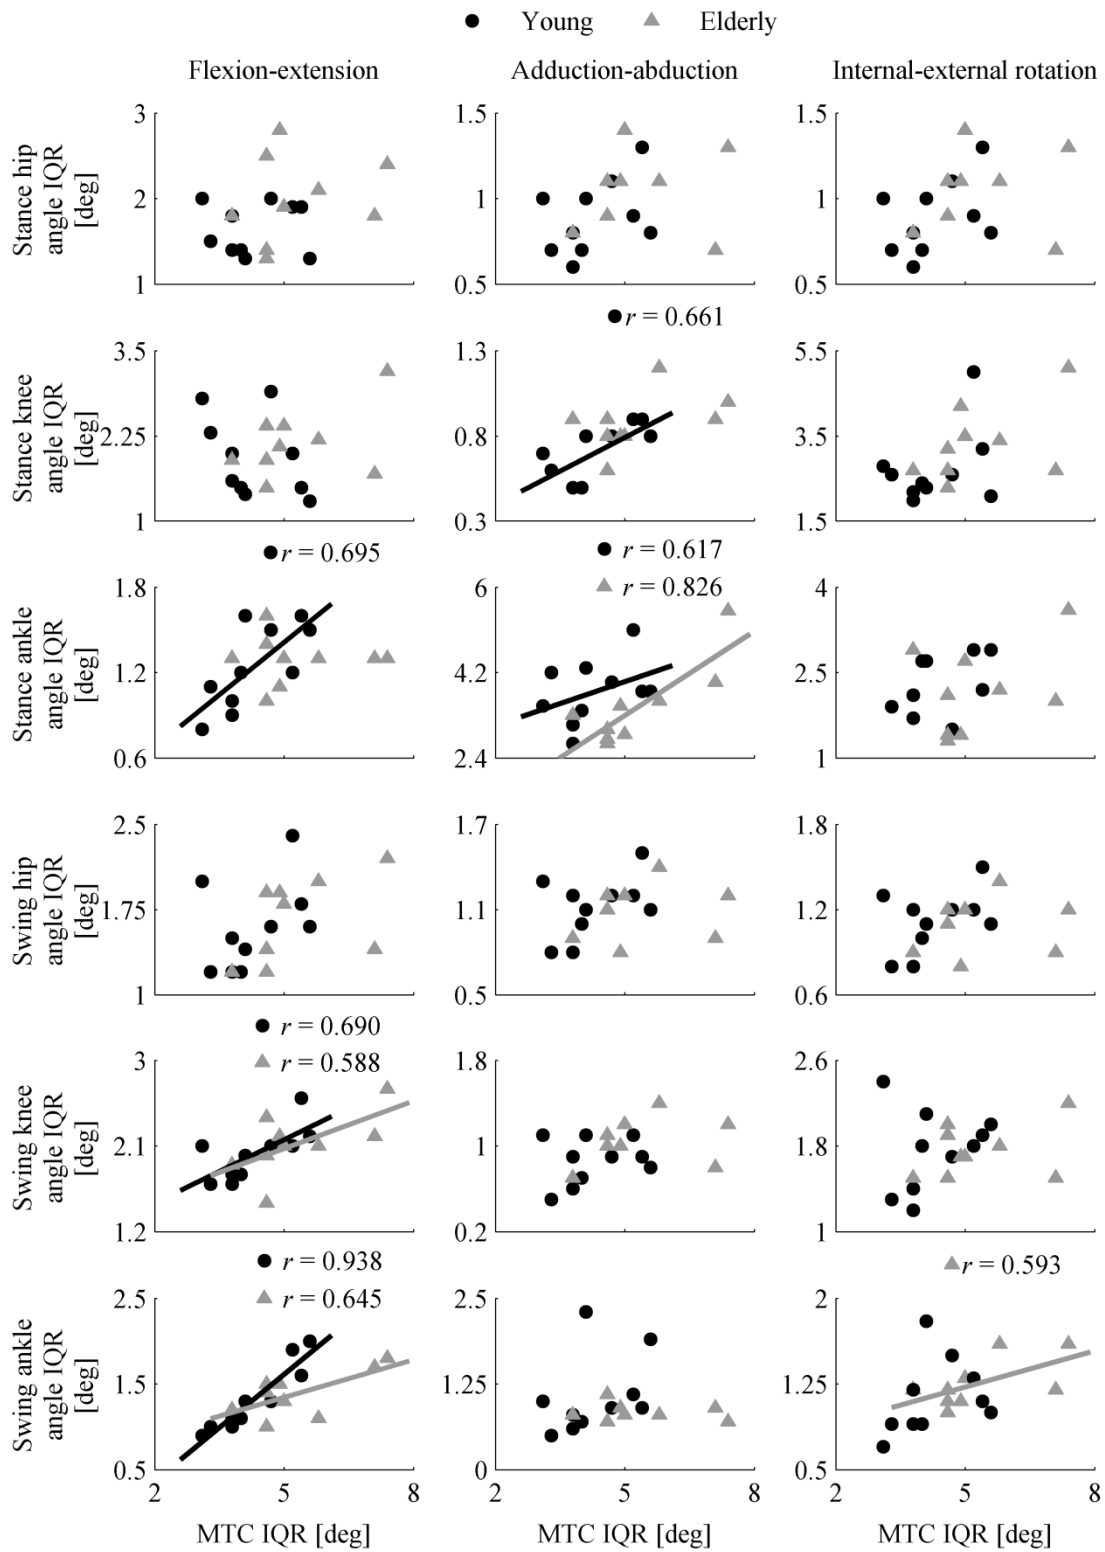 Young Elderly
Flexion-extension Adduction-abduction Internal-external rotation
Stance hip
angle IQR
[deg]
3
2
1
1.5
1
0.5
1.5
1
0.5
r = 0.661
Stance knee
angle IQR
[deg]
3.5
2.25
1
1.3
0.8
0.3
5.5
3.5
1.5
r = 0.695
r = 0.617
r = 0.826
Stance ankle
angle IQR
[deg]
1.8
1.2
0.6
6
4.2
2.4
4
2.5
1
Swing hip
angle IQR
[deg]
2.5
1.75
1
1.7
1.1
0.5
1.8
1.2
0.6
r = 0.690
r = 0.588
Swing knee
angle IQR
[deg]
3
2.1
1.2
1.8
1
0.2
2.6
1.8
1
r = 0.938
r = 0.645
r = 0.593
Swing ankle
angle IQR
[deg]
2.5
1.5
0.5
2.5
1.25
0
2
1.25
0.5
2 5 8 2 5 8 2 5 8
MTC IQR [deg] MTC IQR [deg] MTC IQR [deg]